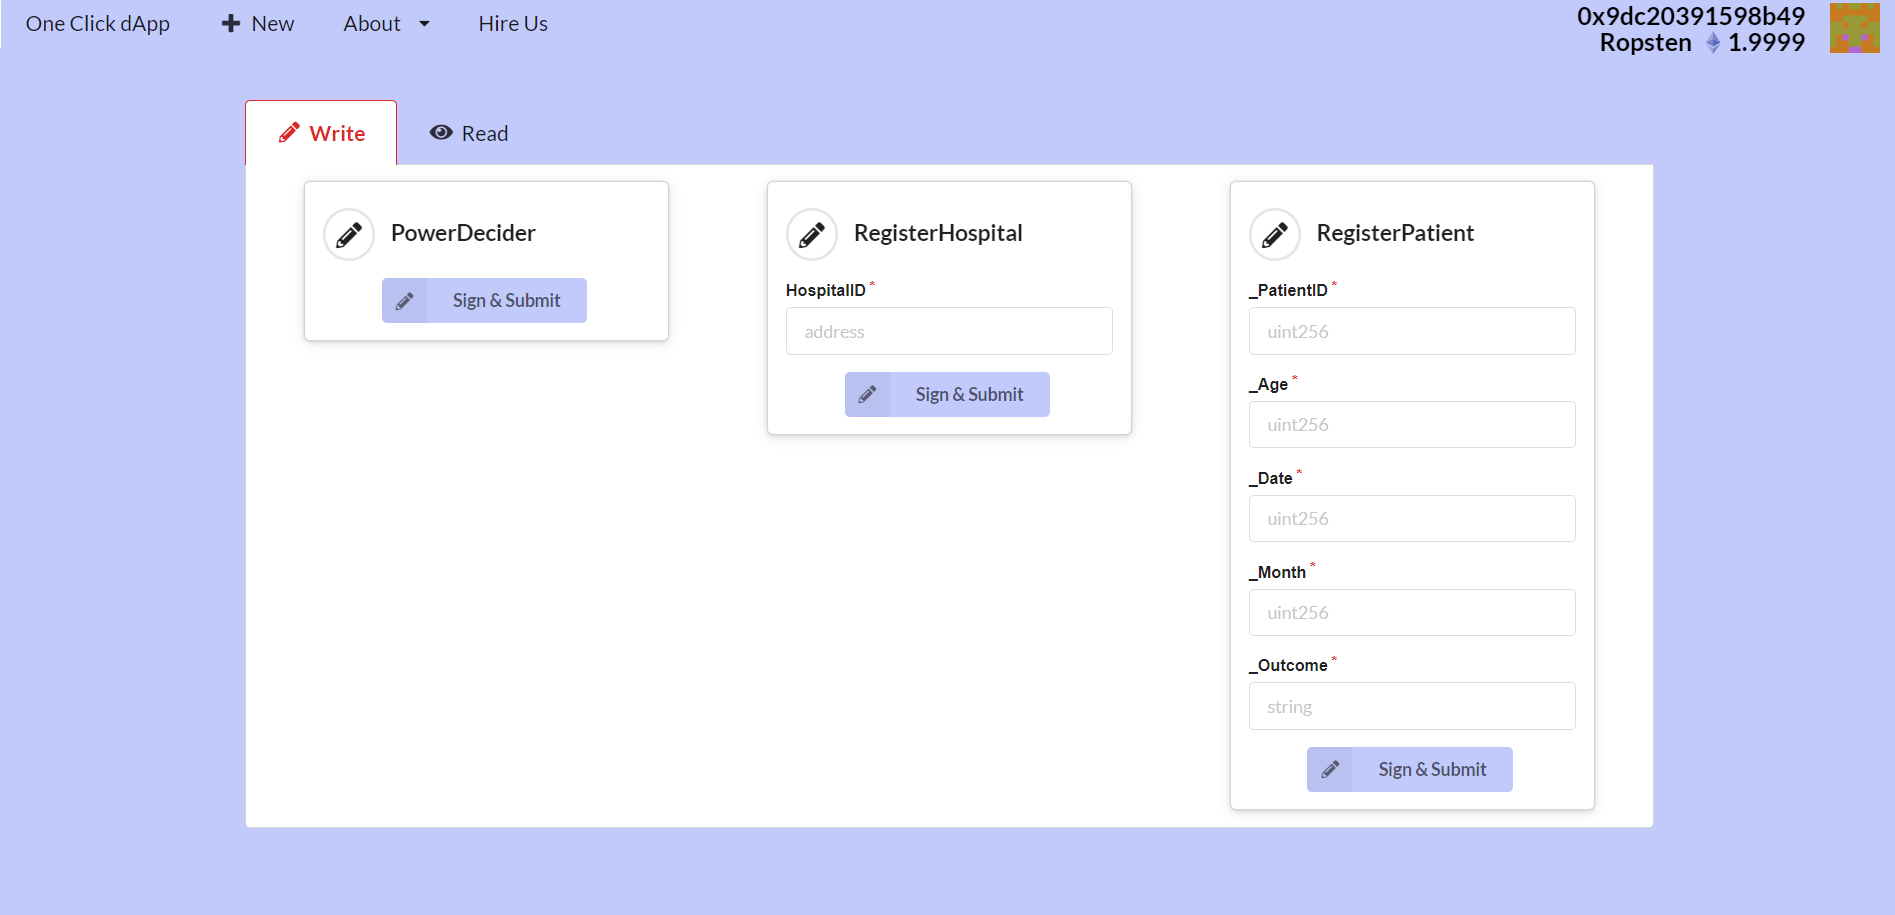 One Click dApp New About Hire Us
0x9dc20391598b49
Ropsten 1.9999
Write Read
PowerDecider
Sign & Submit
RegisterHospital
HospitalID *
address
Sign & Submit
RegisterPatient
_PatientID *
uint256
_Age *
uint256
_Date *
uint256
_Month *
uint256
_Outcome *
string
Sign & Submit